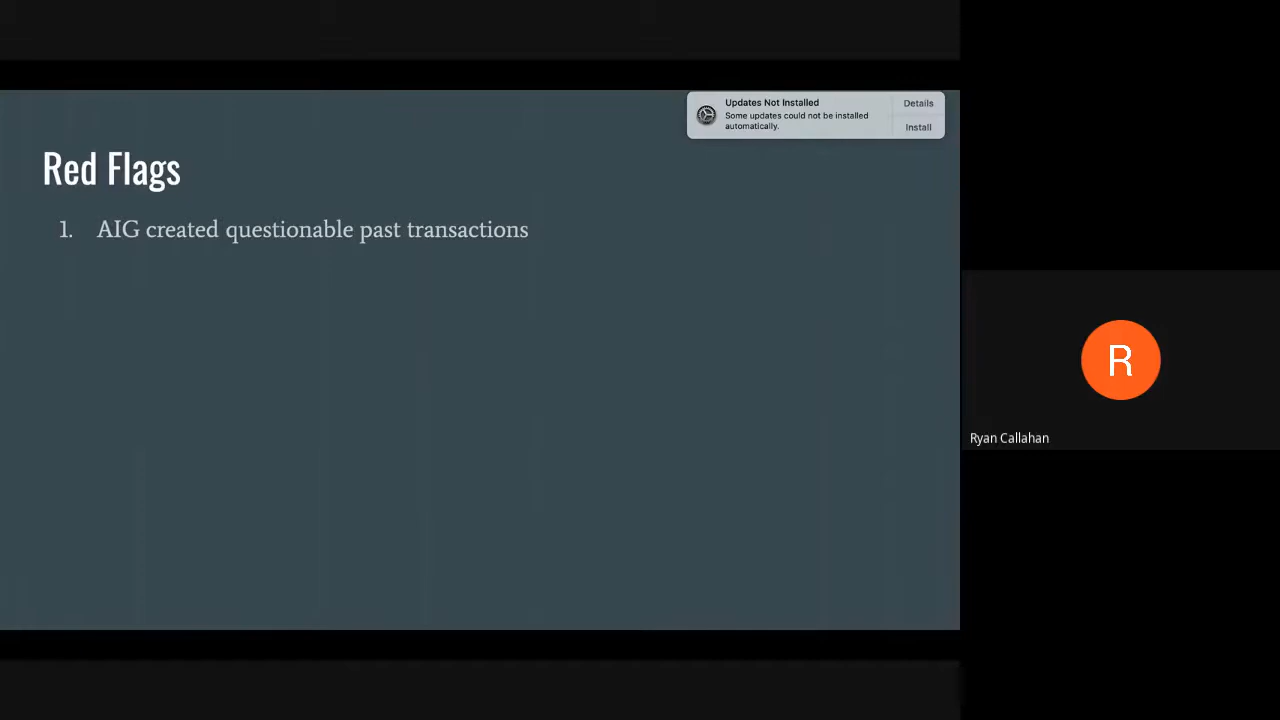 Updates Not Installed
Details
Some updates could not be installed
automatically.
Install
Red Flags
1. AIG created questionable past transactions
R
Ryan Callahan